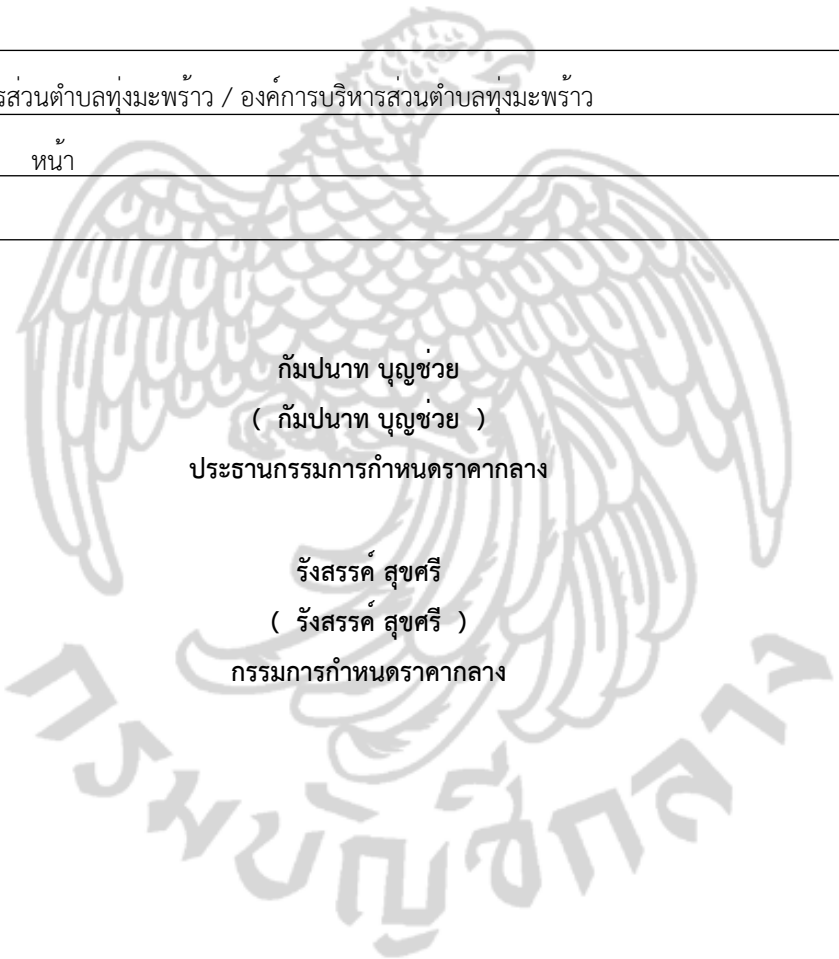 รส่วนตำบลทุ่งมะพร้าว / องค์การบริหารส่วนตำบลทุ่งมะพร้าว
หน้า
กัมปนาท บุญช่วย
( กัมปนาท บุญช่วย )
ประธานกรรมการกำหนดราคากลาง
รังสรรค์ สุขศรี
( รังสรรค์ สุขศรี )
กรรมการกำหนดราคากลาง
กรมบัญชีกลาง